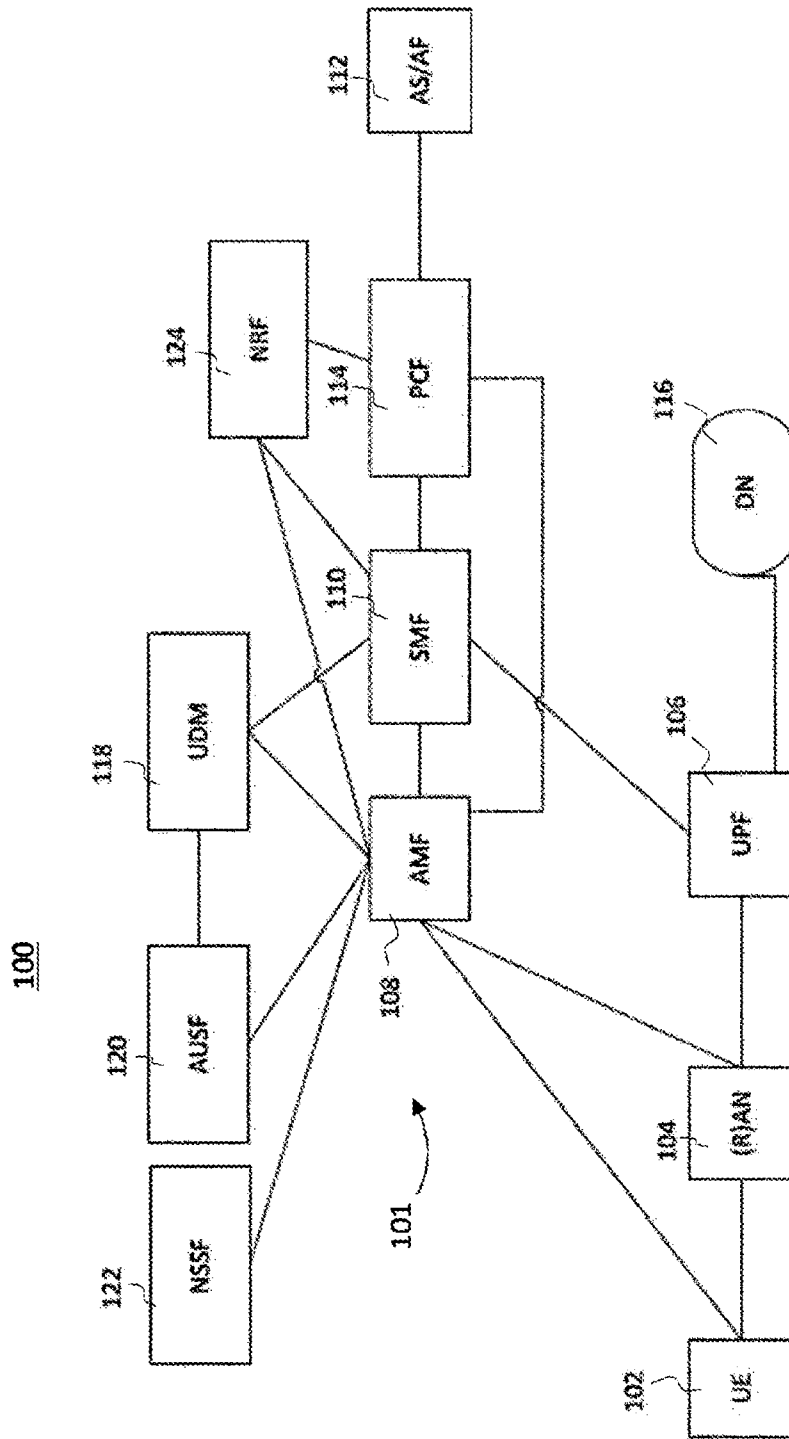 100
122
NSSF
120
AUSF
118
UDM
124
NRF
101
108
AMF
110
SMF
114
PCF
112
AS/AF
102
UE
104
(R)AN
106
UPF
116
DN